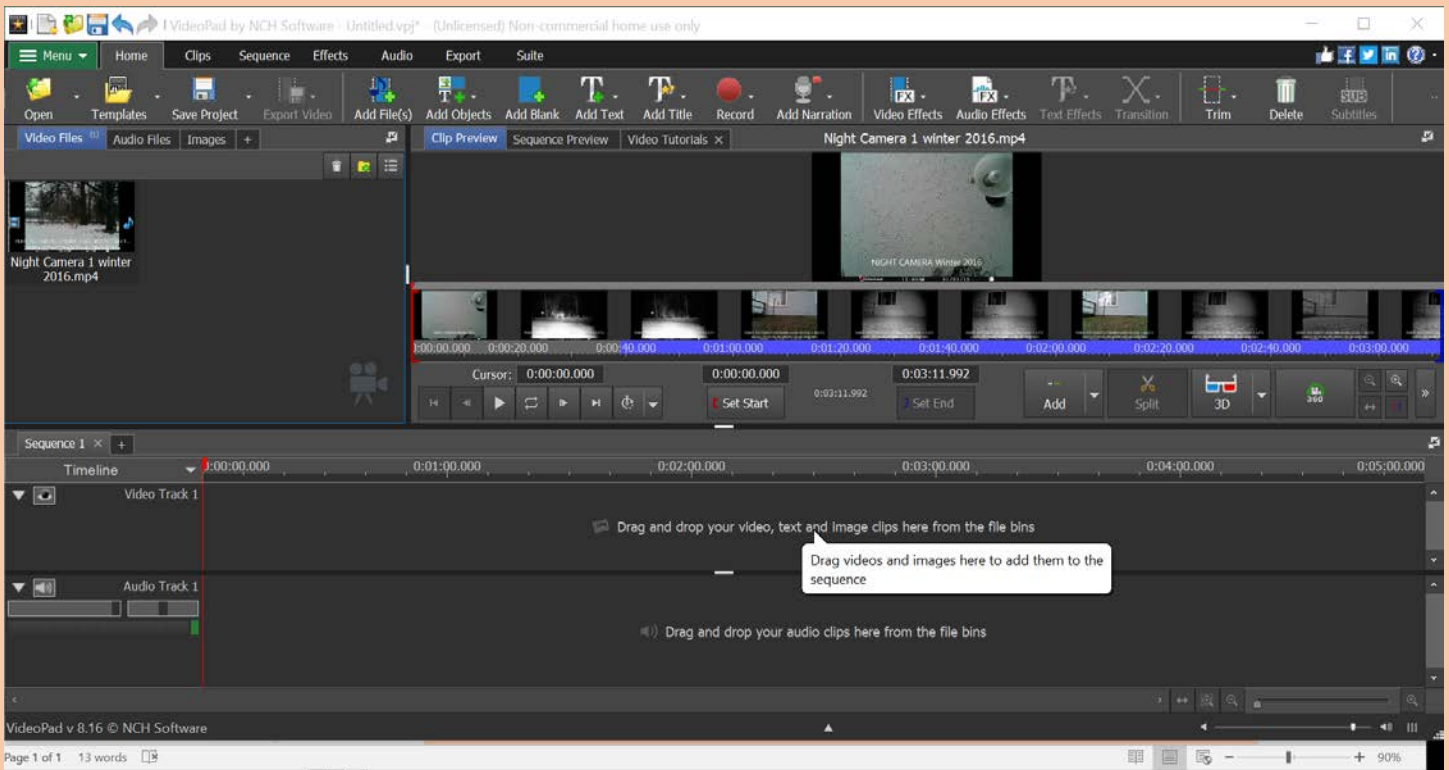 VideoPad by NCH Software - Untitled.vpj* - (Unlicensed) Non-commercial home use only
Menu Home Clips Sequence Effects Audio Export Suite
Open Templates Save Project Export Video Add File(s) Add Objects Add Blank Add Text Add Title Record Add Narration Video Effects Audio Effects Text Effects Transition Trim Delete Subtitles
Video Files Audio Files Images +
Clip Preview Sequence Preview Video Tutorials × Night Camera 1 winter 2016.mp4
NIGHT CAMERA Winter 2016
Night Camera 1 winter
2016.mp4
0:00:00.000 0:00:20.000 0:00:40.000 0:01:00.000 0:01:20.000 0:01:40.000 0:02:00.000 0:02:20.000 0:02:40.000 0:03:00.000
Cursor: 0:00:00.000 0:00:00.000 0:03:11.992 0:03:11.992
Set Start Set End Add Split 3D 360
Sequence 1 × +
Timeline 0:00:00.000 0:01:00.000 0:02:00.000 0:03:00.000 0:04:00.000 0:05:00.000
Video Track 1
Drag and drop your video, text and image clips here from the file bins
Drag videos and images here to add them to the
sequence
Audio Track 1
Drag and drop your audio clips here from the file bins
VideoPad v 8.16 © NCH Software
Page 1 of 1 13 words 90%